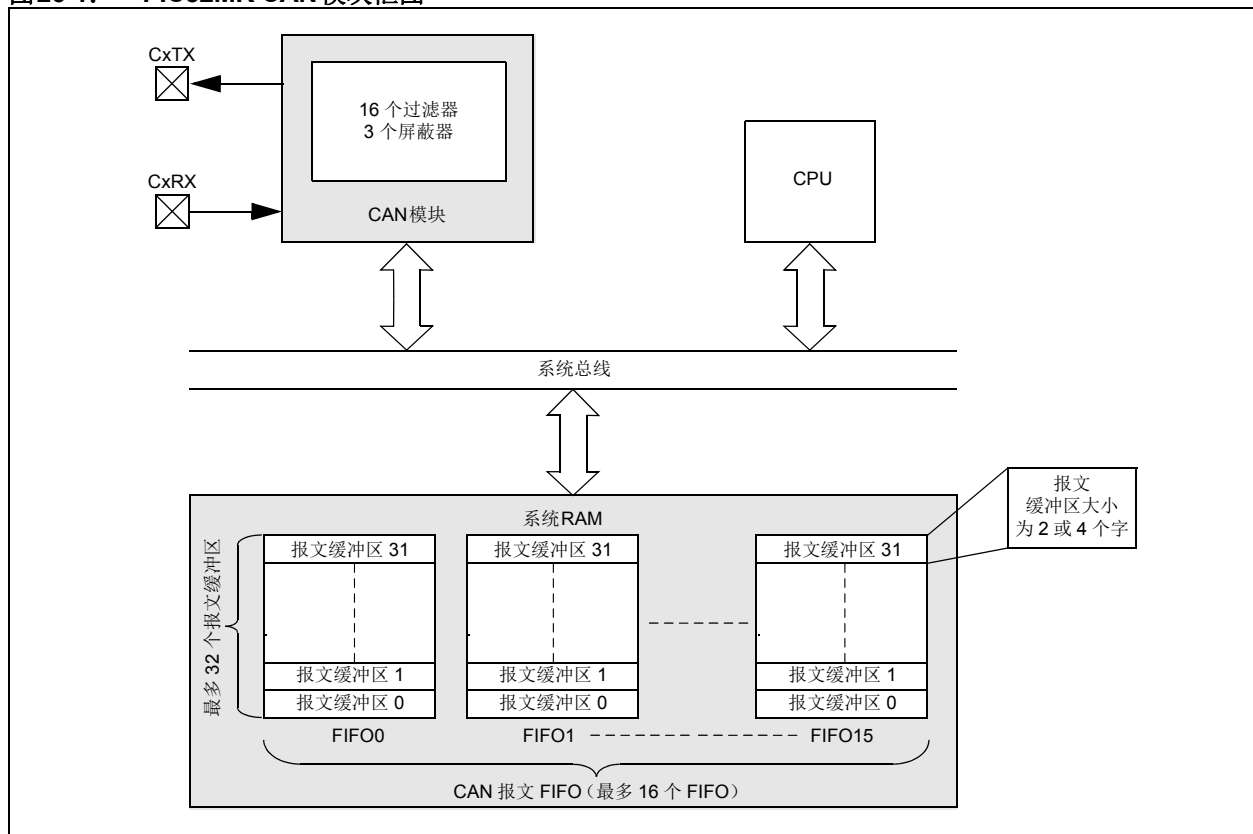 CxTX
16 个过滤器
3 个屏蔽器
CxRX
CAN模块
CPU
系统总线
报文
缓冲区大小
为 2 或 4 个字
系统RAM
最多 32 个报文缓冲区
报文缓冲区 31
报文缓冲区 31
报文缓冲区 31
报文缓冲区 1
报文缓冲区 1
报文缓冲区 1
报文缓冲区 0
报文缓冲区 0
报文缓冲区 0
FIFO0
FIFO1
FIFO15
CAN 报文 FIFO（最多 16 个 FIFO）